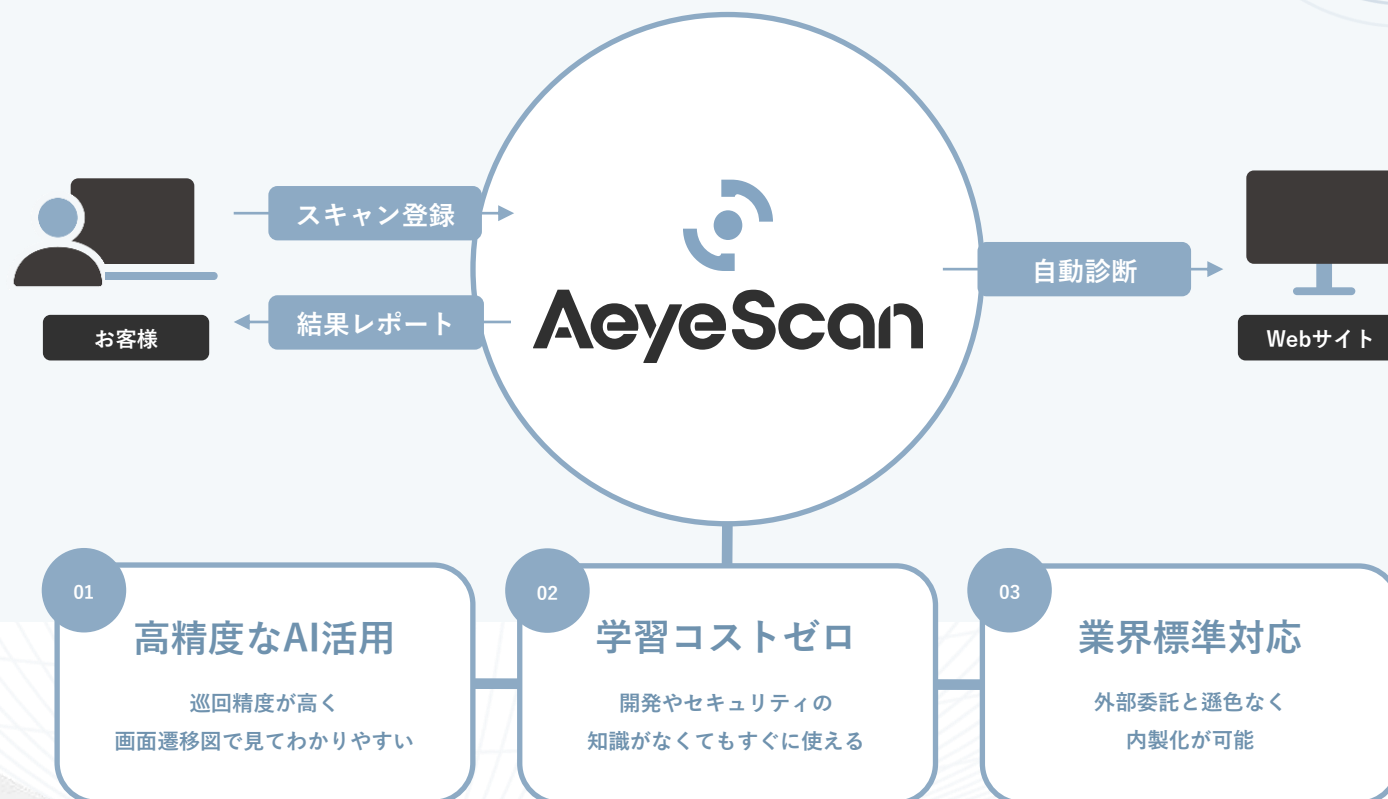 スキャン登録
結果レポート
AeyeScan
自動診断
お客様
Webサイト
01
高精度なAI活用
巡回精度が高く
画面遷移図で見てわかりやすい
02
学習コストゼロ
開発やセキュリティの
知識がなくてもすぐに使える
03
業界標準対応
外部委託と遜色なく
内製化が可能